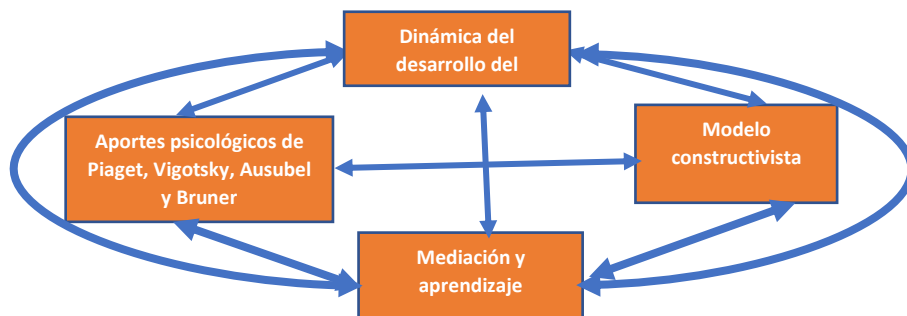 Dinámica del
desarrollo del
Aportes psicológicos de
Piaget, Vigotsky, Ausubel
y Bruner
Modelo
constructivista
Mediación y
aprendizaje